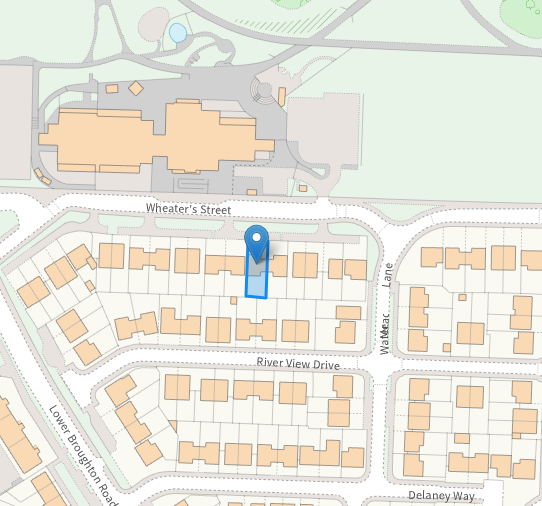 Wheater's Street
Lane
River View Drive
Lower Broughton Road
Delaney Way